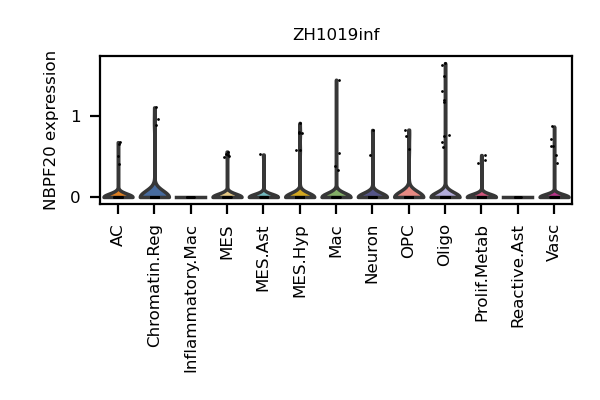 ZH1019inf
NBPF20 expression
1
0
AC
Chromatin.Reg
Inflammatory.Mac
MES
MES.Ast
MES.Hyp
Mac
Neuron
OPC
Oligo
Prolif.Metab
Reactive.Ast
Vasc